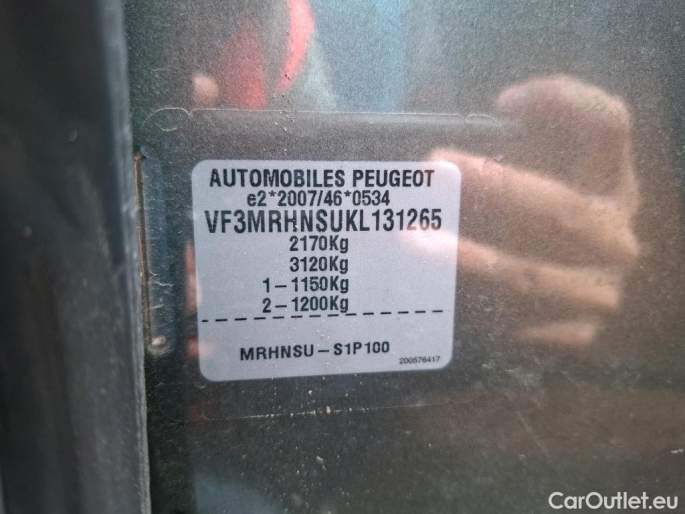 AUTOMOBILES PEUGEOT
e2*2007/46*0534
VF3MRHNSUKL131265
2170Kg
3120Kg
1-1150Kg
2-1200Kg
MRHNSU-S1P100
200576417
CarOutlet.eu